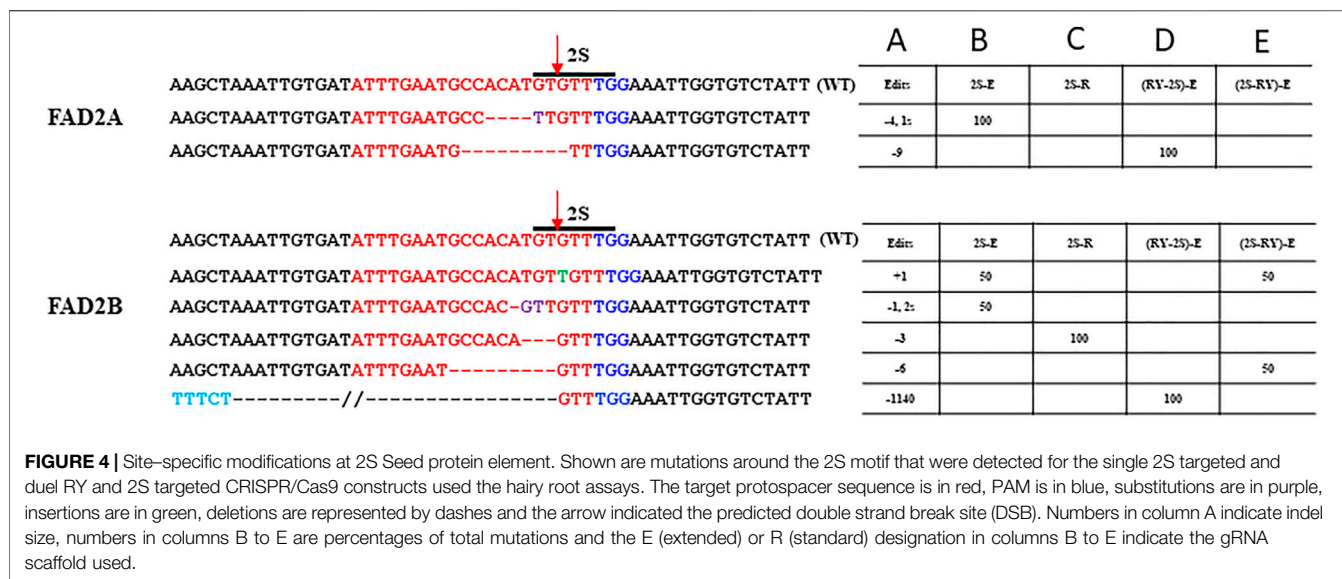 A B C D E
2S
AAGCTAAATTGTGATATTTGAATGCCACATGTGTTTGGAAATTGGTGTCTATT (WT) Edits 2S-E 2S-R (RY-2S)-E (2S-RY)-E
FAD2A AAGCTAAATTGTGATATTTGAATGCC----TTGTTTGGAAATTGGTGTCTATT -4, 1s 100
AAGCTAAATTGTGATATTTGAATG---------TTTGGAAATTGGTGTCTATT -9 100
2S
AAGCTAAATTGTGATATTTGAATGCCACATGTGTTTGGAAATTGGTGTCTATT (WT) Edits 2S-E 2S-R (RY-2S)-E (2S-RY)-E
AAGCTAAATTGTGATATTTGAATGCCACATGTTGTTTGGAAATTGGTGTCTATT +1 50 50
FAD2B AAGCTAAATTGTGATATTTGAATGCCAC-GTTGTTTGGAAATTGGTGTCTATT -1, 2s 50
AAGCTAAATTGTGATATTTGAATGCCACA---GTTTGGAAATTGGTGTCTATT -3 100
AAGCTAAATTGTGATATTTGAAT---------GTTTGGAAATTGGTGTCTATT -6 50
TTTCT---------//----------------GTTTGGAAATTGGTGTCTATT -1140 100
FIGURE 4 | Site–specific modifications at 2S Seed protein element. Shown are mutations around the 2S motif that were detected for the single 2S targeted and
duel RY and 2S targeted CRISPR/Cas9 constructs used the hairy root assays. The target protospacer sequence is in red, PAM is in blue, substitutions are in purple,
insertions are in green, deletions are represented by dashes and the arrow indicated the predicted double strand break site (DSB). Numbers in column A indicate indel
size, numbers in columns B to E are percentages of total mutations and the E (extended) or R (standard) designation in columns B to E indicate the gRNA
scaffold used.